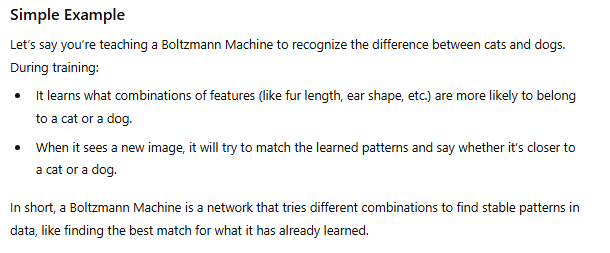 Simple Example
Let's say you're teaching a Boltzmann Machine to recognize the difference between cats and dogs.
During training:
• It learns what combinations of features (like fur length, ear shape, etc.) are more likely to belong
to a cat or a dog.
• When it sees a new image, it will try to match the learned patterns and say whether it's closer to
a cat or a dog.
In short, a Boltzmann Machine is a network that tries different combinations to find stable patterns in
data, like finding the best match for what it has already learned.